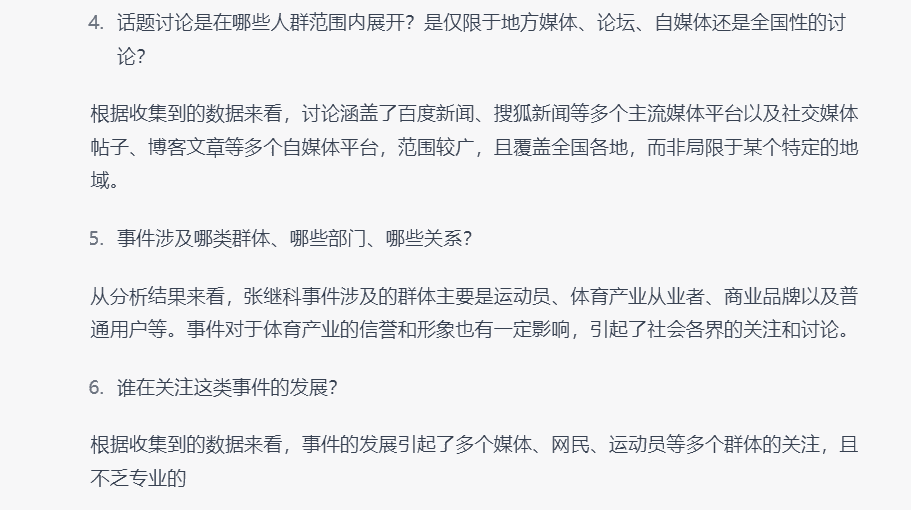 4. 话题讨论是在哪些人群范围内展开？是仅限于地方媒体、论坛、自媒体还是全国性的讨
论？
根据收集到的数据来看，讨论涵盖了百度新闻、搜狐新闻等多个主流媒体平台以及社交媒体
帖子、博客文章等多个自媒体平台，范围较广，且覆盖全国各地，而非局限于某个特定的地
域。
5. 事件涉及哪类群体、哪些部门、哪些关系？
从分析结果来看，张继科事件涉及的群体主要是运动员、体育产业从业者、商业品牌以及普
通用户等。事件对于体育产业的信誉和形象也有一定影响，引起了社会各界的关注和讨论。
6. 谁在关注这类事件的发展？
根据收集到的数据来看，事件的发展引起了多个媒体、网民、运动员等多个群体的关注，且
不乏专业的